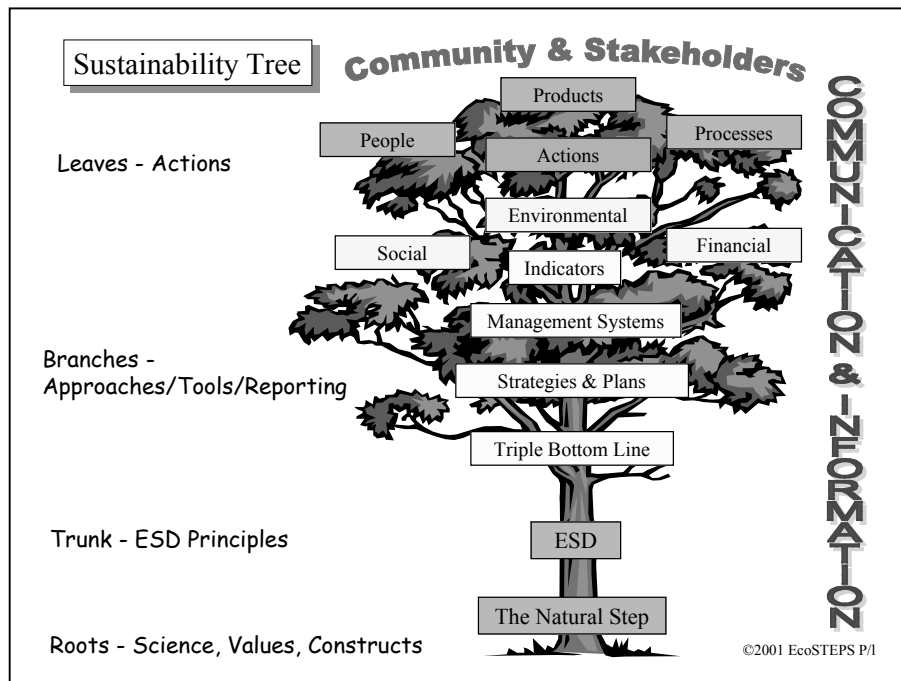 Sustainability Tree
Community & Stakeholders
Products
People
Processes
Leaves - Actions
Actions
Environmental
Social
Financial
Indicators
Management Systems
Branches -
Approaches/Tools/Reporting
Strategies & Plans
Triple Bottom Line
Trunk - ESD Principles
ESD
The Natural Step
Roots - Science, Values, Constructs
COMMUNICATION & INFORMATION
©2001 EcoSTEPS P/l